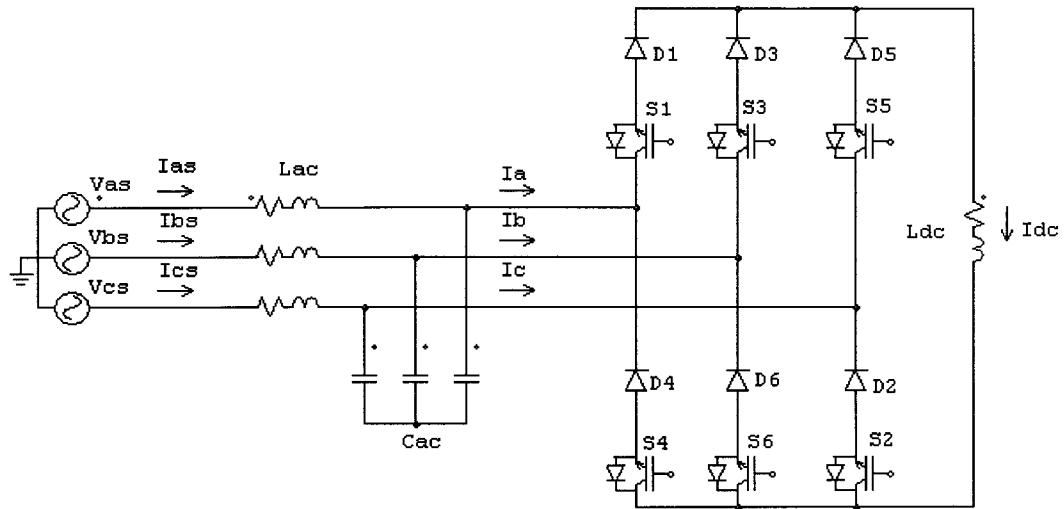 D1 D3 D5
S1 S3 S5
Ias Lac Ia
Vas
Ibs Ib
Vbs
Ldc Idc
Ics Ic
Vcs
D4 D6 D2
Cac
S4 S6 S2